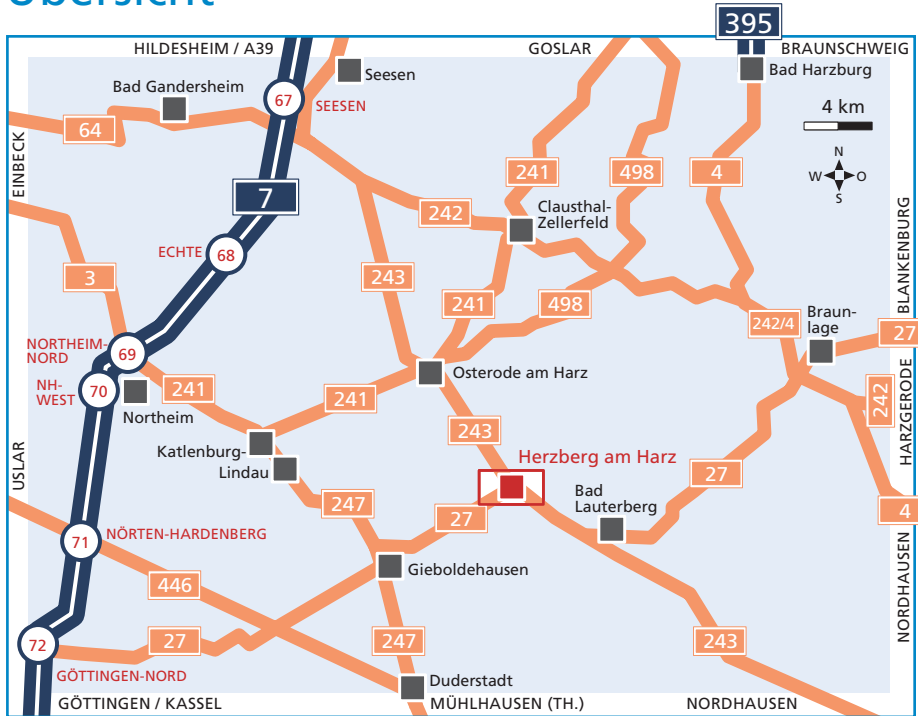 Übersicht
395
HILDESHEIM / A39
GOSLAR
BRAUNSCHWEIG
Seesen
Bad Harzburg
Bad Gandersheim
67
SEESEN
4 km
64
EINBECK
241
498
4
N
W
O
S
7
242
Clausthal-
Zellerfeld
BLANKENBURG
ECHTE
68
3
243
241
498
242/4
Braun-
lage
27
NORTHEIM-
NORD
69
NH-
WEST
70
241
Osterode am Harz
241
242
HARZGERODE
Northeim
243
Katlenburg-
Lindau
USLAR
Herzberg am Harz
27
247
27
Bad
Lauterberg
4
71
NÖRTEN-HARDENBERG
Gieboldehausen
446
NORDHAUSEN
72
27
247
243
GÖTTINGEN-NORD
Duderstadt
GÖTTINGEN / KASSEL
MÜHLHAUSEN (TH.)
NORDHAUSEN